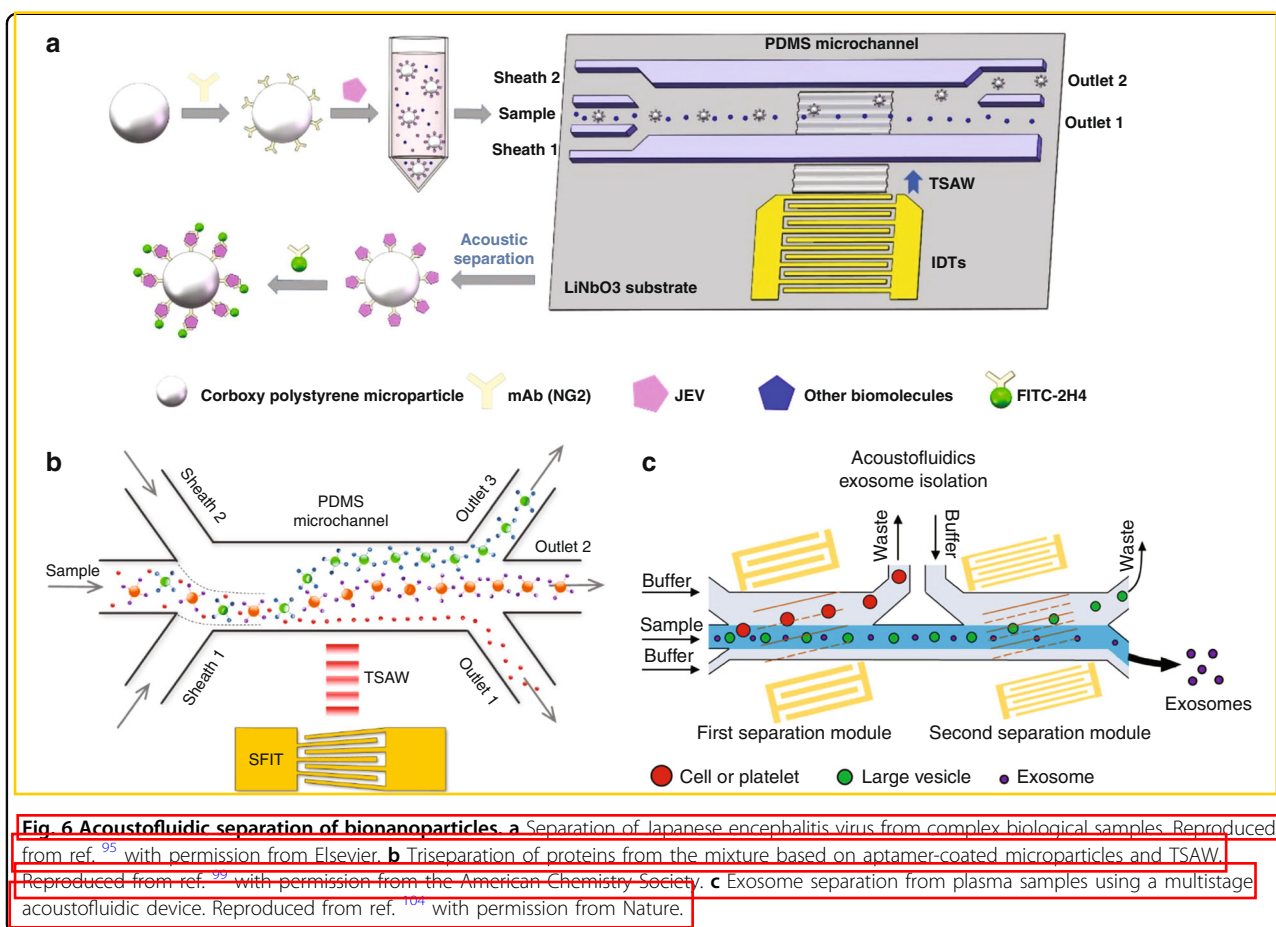 a
PDMS microchannel
Sheath 2
Outlet 2
Sample
Outlet 1
Sheath 1
TSAW
Acoustic
separation
IDTs
LiNbO3 substrate
Corboxy polystyrene microparticle
mAb (NG2)
JEV
Other biomolecules
FITC-2H4
b
Sheath 2
PDMS
microchannel
Outlet 3
Outlet 2
Sample
Sheath 1
TSAW
Outlet 1
SFIT
c
Acoustofluidics
exosome isolation
Waste
Buffer
Waste
Buffer
Sample
Buffer
Exosomes
First separation module
Second separation module
Cell or platelet
Large vesicle
Exosome
Fig. 6 Acoustofluidic separation of bionanoparticles. a Separation of Japanese encephalitis virus from complex biological samples. Reproduced
from ref. 95 with permission from Elsevier. b Triseparation of proteins from the mixture based on aptamer-coated microparticles and TSAW.
Reproduced from ref. 99 with permission from the American Chemistry Society. c Exosome separation from plasma samples using a multistage
acoustofluidic device. Reproduced from ref. 104 with permission from Nature.